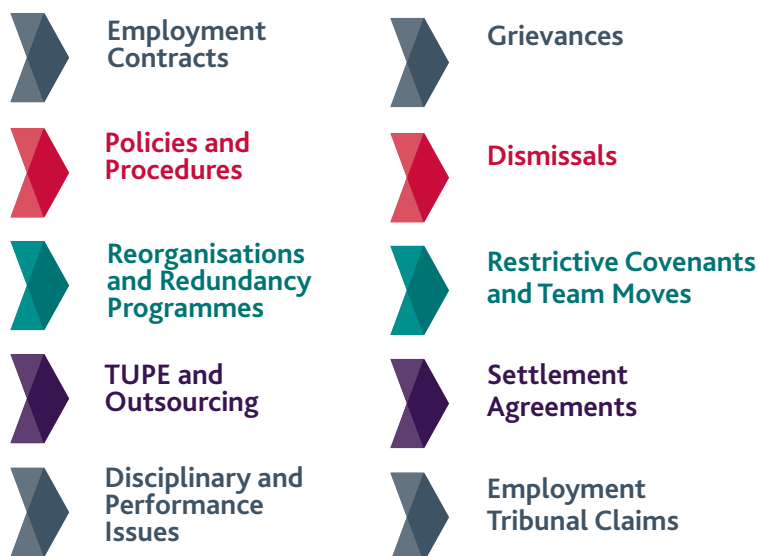 Employment
Contracts
Policies and
Procedures
Reorganisations
and Redundancy
Programmes
TUPE and
Outsourcing
Disciplinary and
Performance
Issues
Grievances
Dismissals
Restrictive Covenants
and Team Moves
Settlement
Agreements
Employment
Tribunal Claims